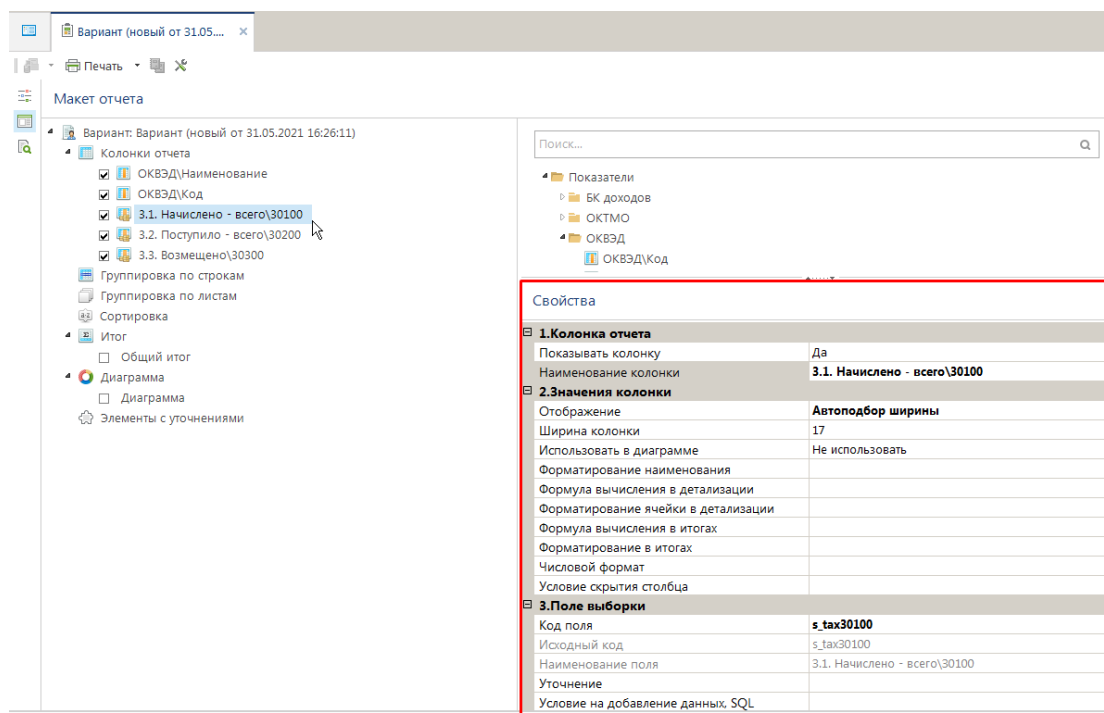 Вариант (новый от 31.05....
Печать
Макет отчета
Вариант: Вариант (новый от 31.05.2021 16:26:11)
Колонки отчета
ОКВЭД\Наименование
ОКВЭД\Код
3.1. Начислено - всего\30100
3.2. Поступило - всего\30200
3.3. Возмещено\30300
Группировка по строкам
Группировка по листам
Сортировка
Итог
Общий итог
Диаграмма
Диаграмма
Элементы с уточнениями
Поиск...
Показатели
БК доходов
ОКТМО
ОКВЭД
ОКВЭД\Код
Свойства
1.Колонка отчета
Показывать колонку Да
Наименование колонки 3.1. Начислено - всего\30100
2.Значения колонки
Отображение Автоподбор ширины
Ширина колонки 17
Использовать в диаграмме Не использовать
Форматирование наименования
Формула вычисления в детализации
Форматирование ячейки в детализации
Формула вычисления в итогах
Форматирование в итогах
Числовой формат
Условие скрытия столбца
3.Поле выборки
Код поля s_tax30100
Исходный код s_tax30100
Наименование поля 3.1. Начислено - всего\30100
Уточнение
Условие на добавление данных, SQL